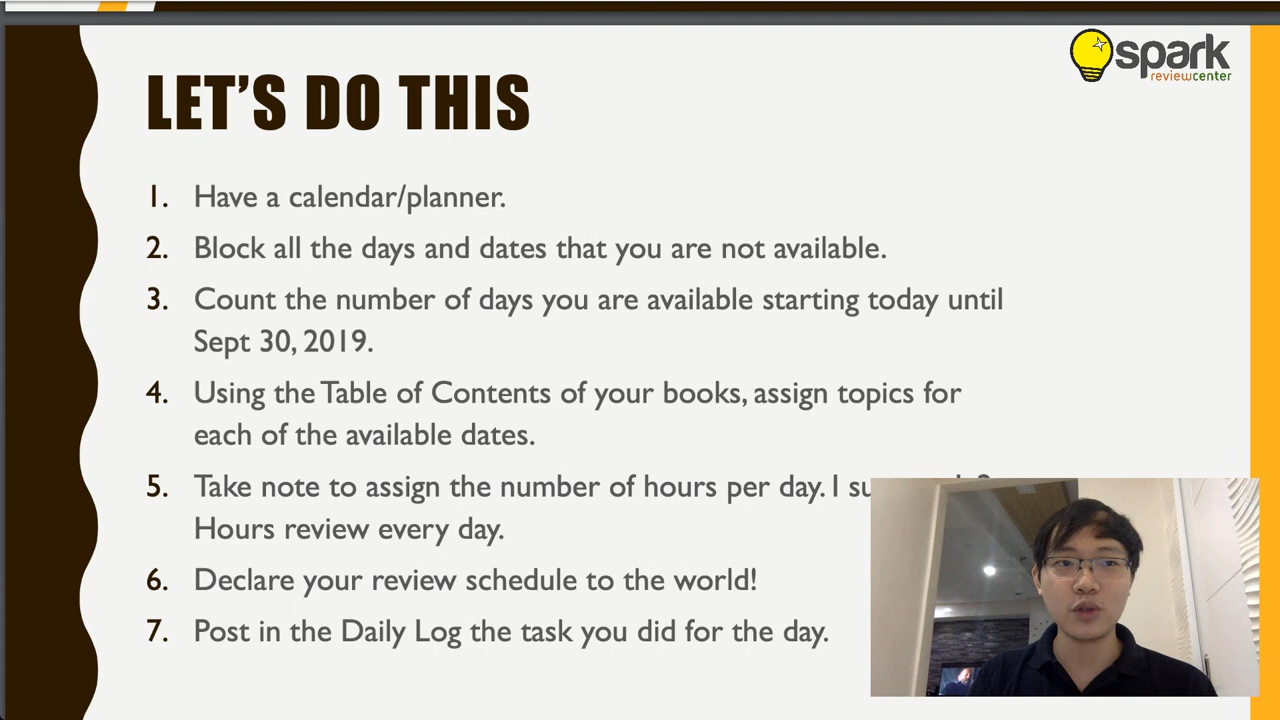 spark
reviewcenter
LET'S DO THIS
1. Have a calendar/planner.
2. Block all the days and dates that you are not available.
3. Count the number of days you are available starting today until
Sept 30, 2019.
4. Using the Table of Contents of your books, assign topics for
each of the available dates.
5. Take note to assign the number of hours per day. I
Hours review every day.
6. Declare your review schedule to the world!
7. Post in the Daily Log the task you did for the day.